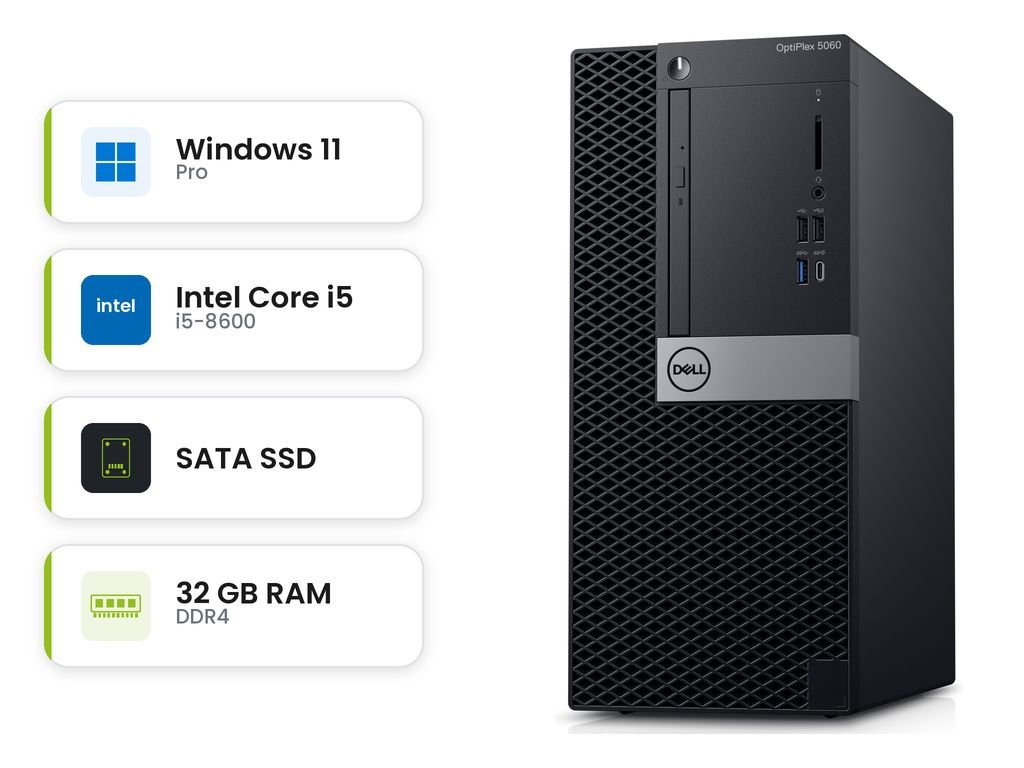 Windows 11
Pro
intel
Intel Core i5
i5-8600
SATA SSD
32 GB RAM
DDR4
OptiPlex 5060
DELL